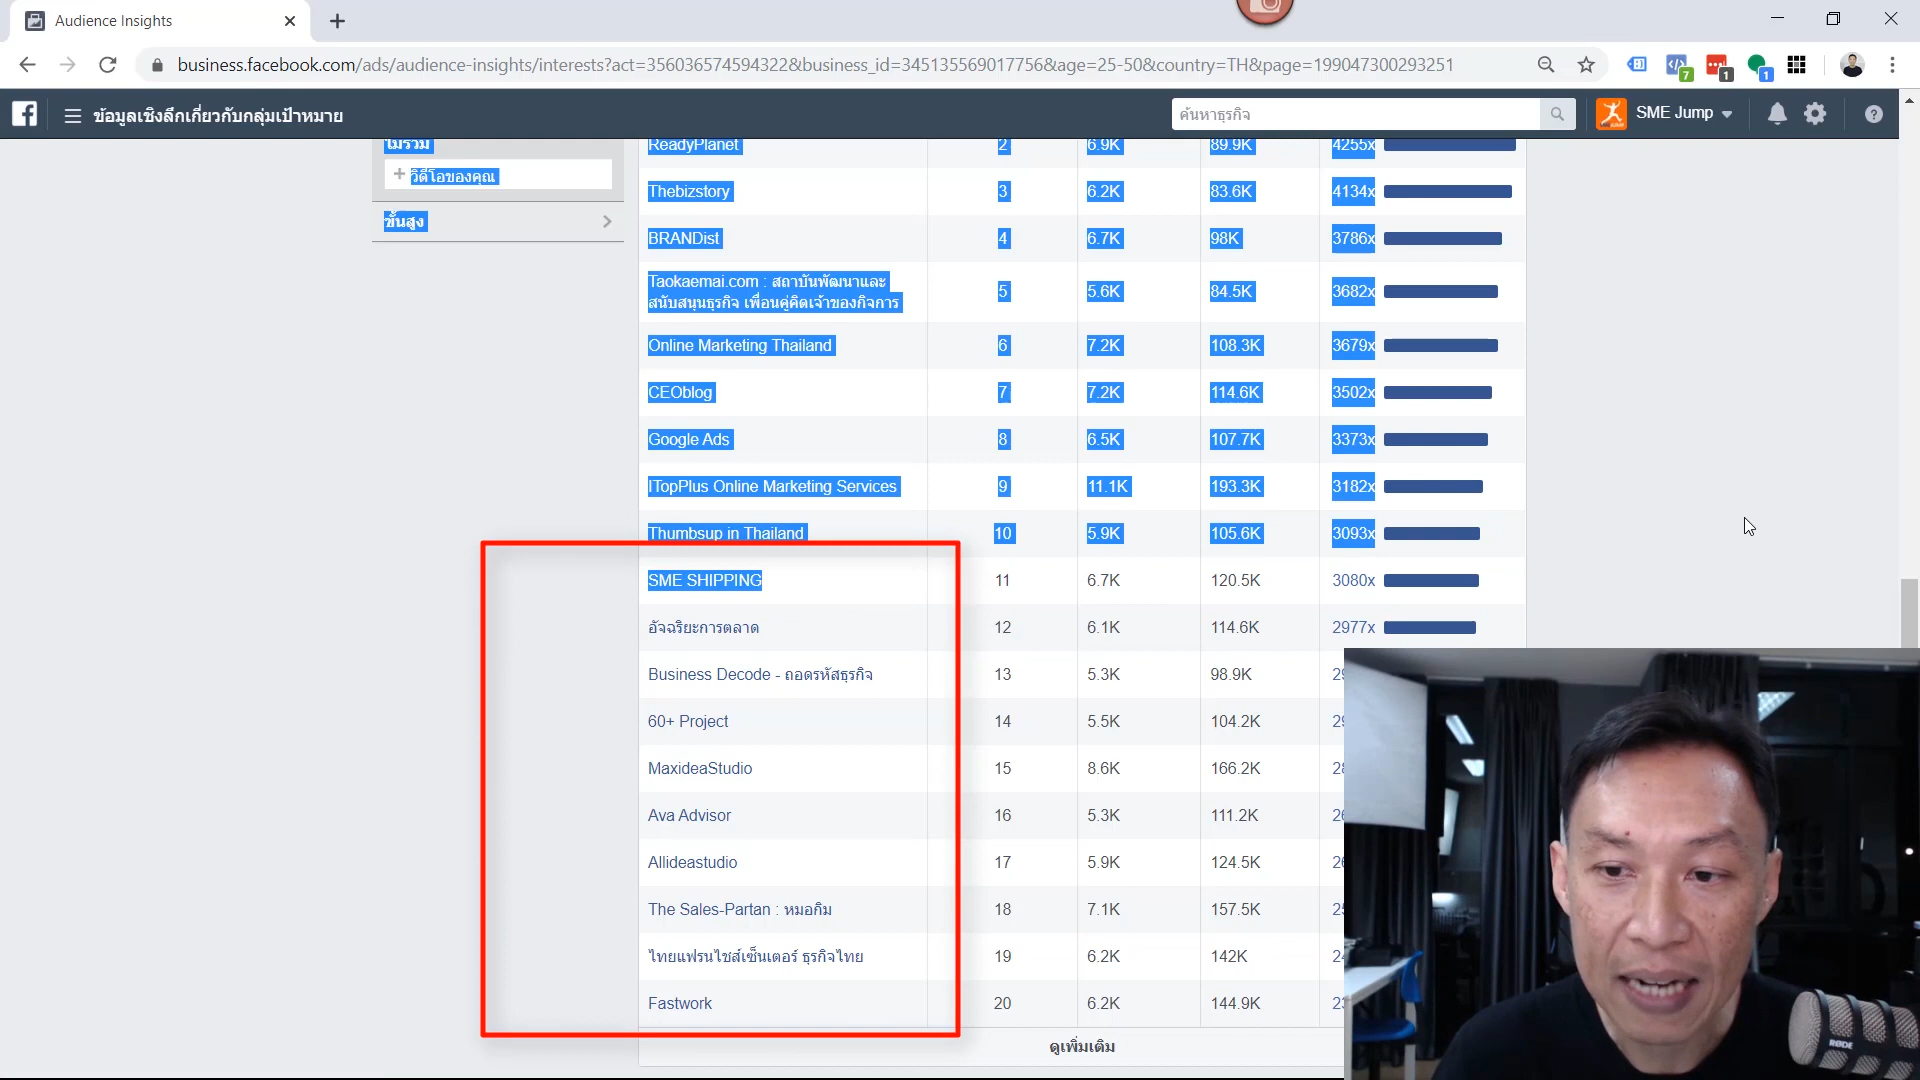 Audience Insights
business.facebook.com/ads/audience-insights/interests?act=356036574594322&business_id=345135569017756&age=25-50&country=TH&page=199047300293251
7
1
1
ข้อมูลเชิงลึกเกี่ยวกับกลุ่มเป้าหมาย
ค้นหาธุรกิจ
SME Jump
ไม่รวม
+ วิดีโอของคุณ
ขั้นสูง
ReadyPlanet 2 6.9K 89.9K 4255x
Thebizstory 3 6.2K 83.6K 4134x
BRANDist 4 6.7K 98K 3786x
Taokaemai.com : สถาบันพัฒนาและ
สนับสนุนธุรกิจ เพื่อนคู่คิดเจ้าของกิจการ 5 5.6K 84.5K 3682x
Online Marketing Thailand 6 7.2K 108.3K 3679x
CEOblog 7 7.2K 114.6K 3502x
Google Ads 8 6.5K 107.7K 3373x
ITopPlus Online Marketing Services 9 11.1K 193.3K 3182x
Thumbsup in Thailand 10 5.9K 105.6K 3093x
SME SHIPPING 11 6.7K 120.5K 3080x
อัจฉริยะการตลาด 12 6.1K 114.6K 2977x
Business Decode - ถอดรหัสธุรกิจ 13 5.3K 98.9K
60+ Project 14 5.5K 104.2K
MaxideaStudio 15 8.6K 166.2K
Ava Advisor 16 5.3K 111.2K
Allideastudio 17 5.9K 124.5K
The Sales-Partan : หมอกิม 18 7.1K 157.5K
ไทยแฟรนไชส์เซ็นเตอร์ ธุรกิจไทย 19 6.2K 142K
Fastwork 20 6.2K 144.9K
ดูเพิ่มเติม
RØDE